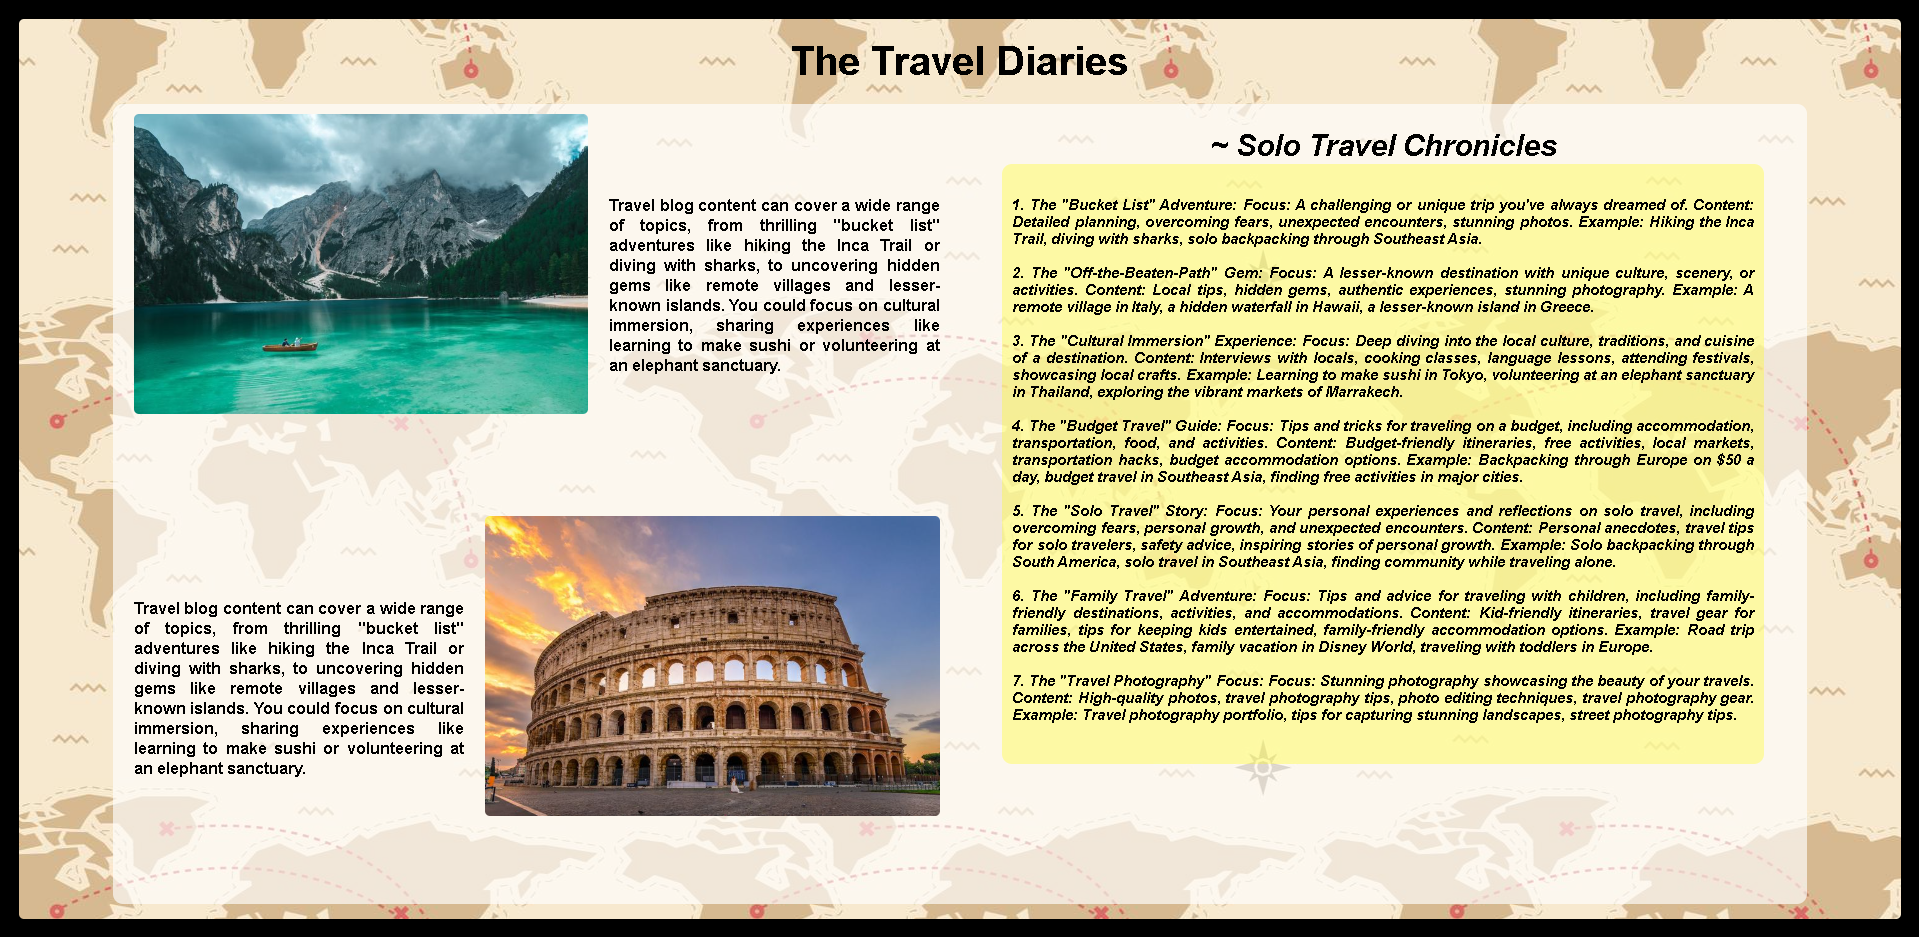 The Travel Diaries
Travel blog content can cover a wide range
of topics, from thrilling "bucket list"
adventures like hiking the Inca Trail or
diving with sharks, to uncovering hidden
gems like remote villages and lesser-
known islands. You could focus on cultural
immersion, sharing experiences like
learning to make sushi or volunteering at
an elephant sanctuary.
Travel blog content can cover a wide range
of topics, from thrilling "bucket list"
adventures like hiking the Inca Trail or
diving with sharks, to uncovering hidden
gems like remote villages and lesser-
known islands. You could focus on cultural
immersion, sharing experiences like
learning to make sushi or volunteering at
an elephant sanctuary.
~ Solo Travel Chronicles
1. The "Bucket List" Adventure: Focus: A challenging or unique trip you've always dreamed of. Content:
Detailed planning, overcoming fears, unexpected encounters, stunning photos. Example: Hiking the Inca
Trail, diving with sharks, solo backpacking through Southeast Asia.
2. The "Off-the-Beaten-Path" Gem: Focus: A lesser-known destination with unique culture, scenery, or
activities. Content: Local tips, hidden gems, authentic experiences, stunning photography. Example: A
remote village in Italy, a hidden waterfall in Hawaii, a lesser-known island in Greece.
3. The "Cultural Immersion" Experience: Focus: Deep diving into the local culture, traditions, and cuisine
of a destination. Content: Interviews with locals, cooking classes, language lessons, attending festivals,
showcasing local crafts. Example: Learning to make sushi in Tokyo, volunteering at an elephant sanctuary
in Thailand, exploring the vibrant markets of Marrakech.
4. The "Budget Travel" Guide: Focus: Tips and tricks for traveling on a budget, including accommodation,
transportation, food, and activities. Content: Budget-friendly itineraries, free activities, local markets,
transportation hacks, budget accommodation options. Example: Backpacking through Europe on $50 a
day, budget travel in Southeast Asia, finding free activities in major cities.
5. The "Solo Travel" Story: Focus: Your personal experiences and reflections on solo travel, including
overcoming fears, personal growth, and unexpected encounters. Content: Personal anecdotes, travel tips
for solo travelers, safety advice, inspiring stories of personal growth. Example: Solo backpacking through
South America, solo travel in Southeast Asia, finding community while traveling alone.
6. The "Family Travel" Adventure: Focus: Tips and advice for traveling with children, including family-
friendly destinations, activities, and accommodations. Content: Kid-friendly itineraries, travel gear for
families, tips for keeping kids entertained, family-friendly accommodation options. Example: Road trip
across the United States, family vacation in Disney World, traveling with toddlers in Europe.
7. The "Travel Photography" Focus: Focus: Stunning photography showcasing the beauty of your travels.
Content: High-quality photos, travel photography tips, photo editing techniques, travel photography gear.
Example: Travel photography portfolio, tips for capturing stunning landscapes, street photography tips.